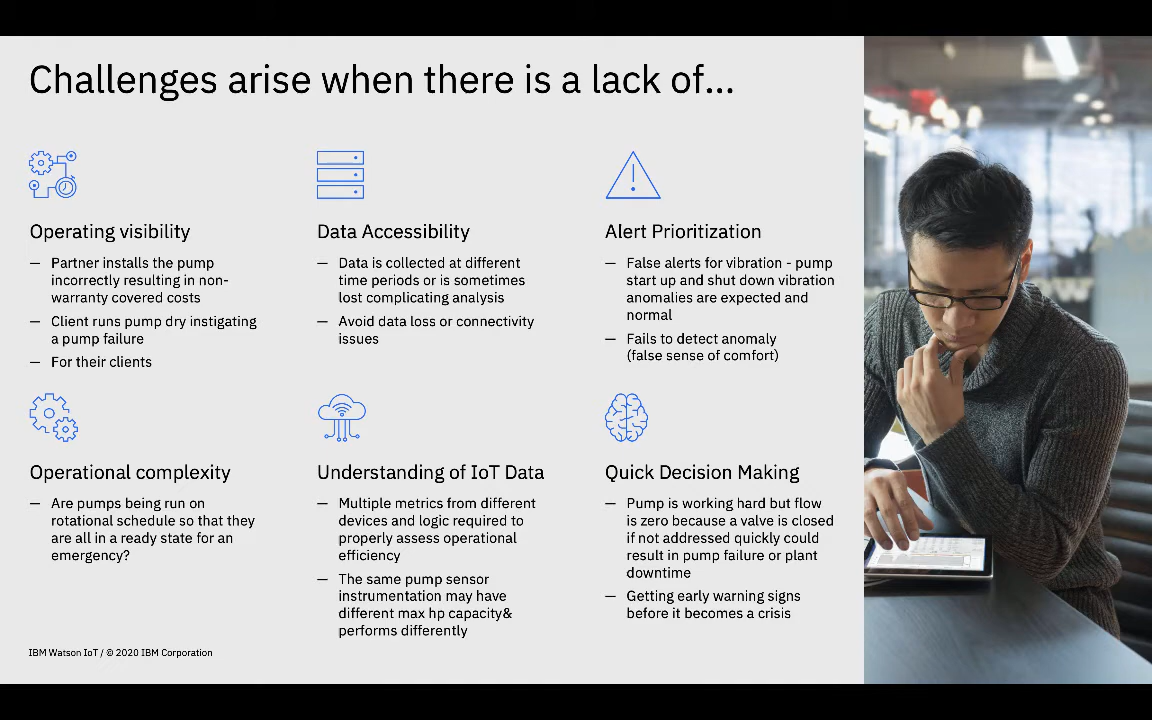 Challenges arise when there is a lack of...
Operating visibility
— Partner installs the pump
incorrectly resulting in non-
warranty covered costs
— Client runs pump dry instigating
a pump failure
— For their clients
Data Accessibility
— Data is collected at different
time periods or is sometimes
lost complicating analysis
— Avoid data loss or connectivity
issues
Alert Prioritization
— False alerts for vibration - pump
start up and shut down vibration
anomalies are expected and
normal
— Fails to detect anomaly
(false sense of comfort)
Operational complexity
— Are pumps being run on
rotational schedule so that they
are all in a ready state for an
emergency?
Understanding of IoT Data
— Multiple metrics from different
devices and logic required to
properly assess operational
efficiency
— The same pump sensor
instrumentation may have
different max hp capacity&
performs differently
Quick Decision Making
— Pump is working hard but flow
is zero because a valve is closed
if not addressed quickly could
result in pump failure or plant
downtime
— Getting early warning signs
before it becomes a crisis
IBM Watson IoT / © 2020 IBM Corporation